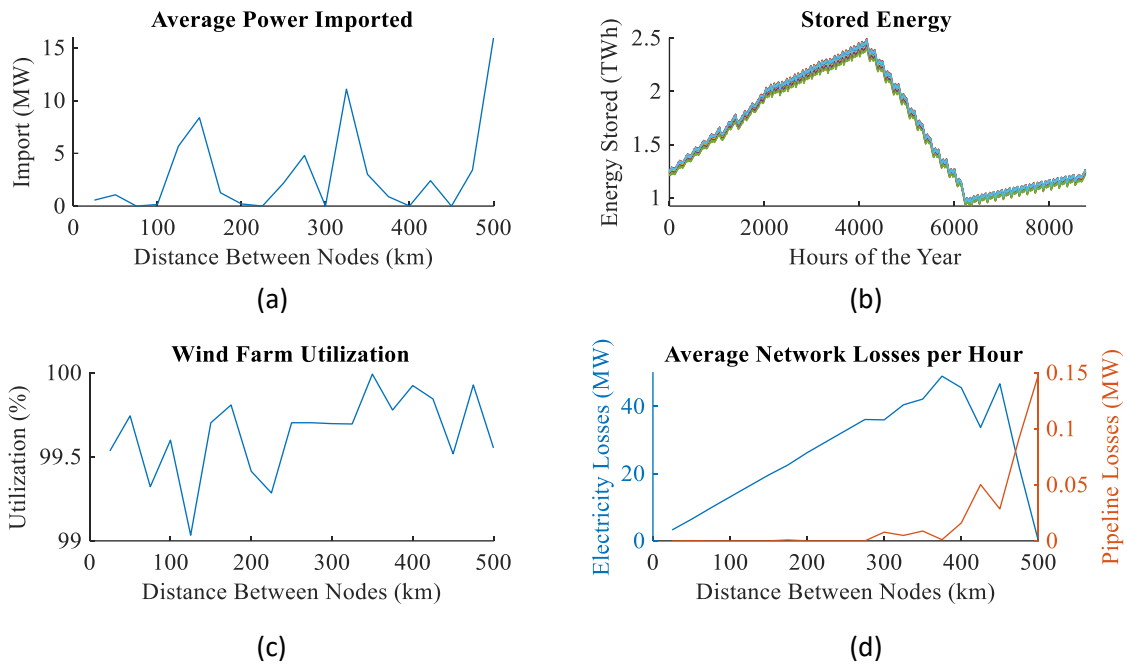 Average Power Imported
Import (MW)
15
10
5
0
0 100 200 300 400 500
Distance Between Nodes (km)
(a)
Stored Energy
Energy Stored (TWh)
2.5
2
1.5
1
0 2000 4000 6000 8000
Hours of the Year
(b)
Wind Farm Utilization
Utilization (%)
100
99.5
99
0 100 200 300 400 500
Distance Between Nodes (km)
(c)
Average Network Losses per Hour
Electricity Losses (MW)
40
20
0
0.15
0.1
0.05
0
Pipeline Losses (MW)
0 100 200 300 400 500
Distance Between Nodes (km)
(d)